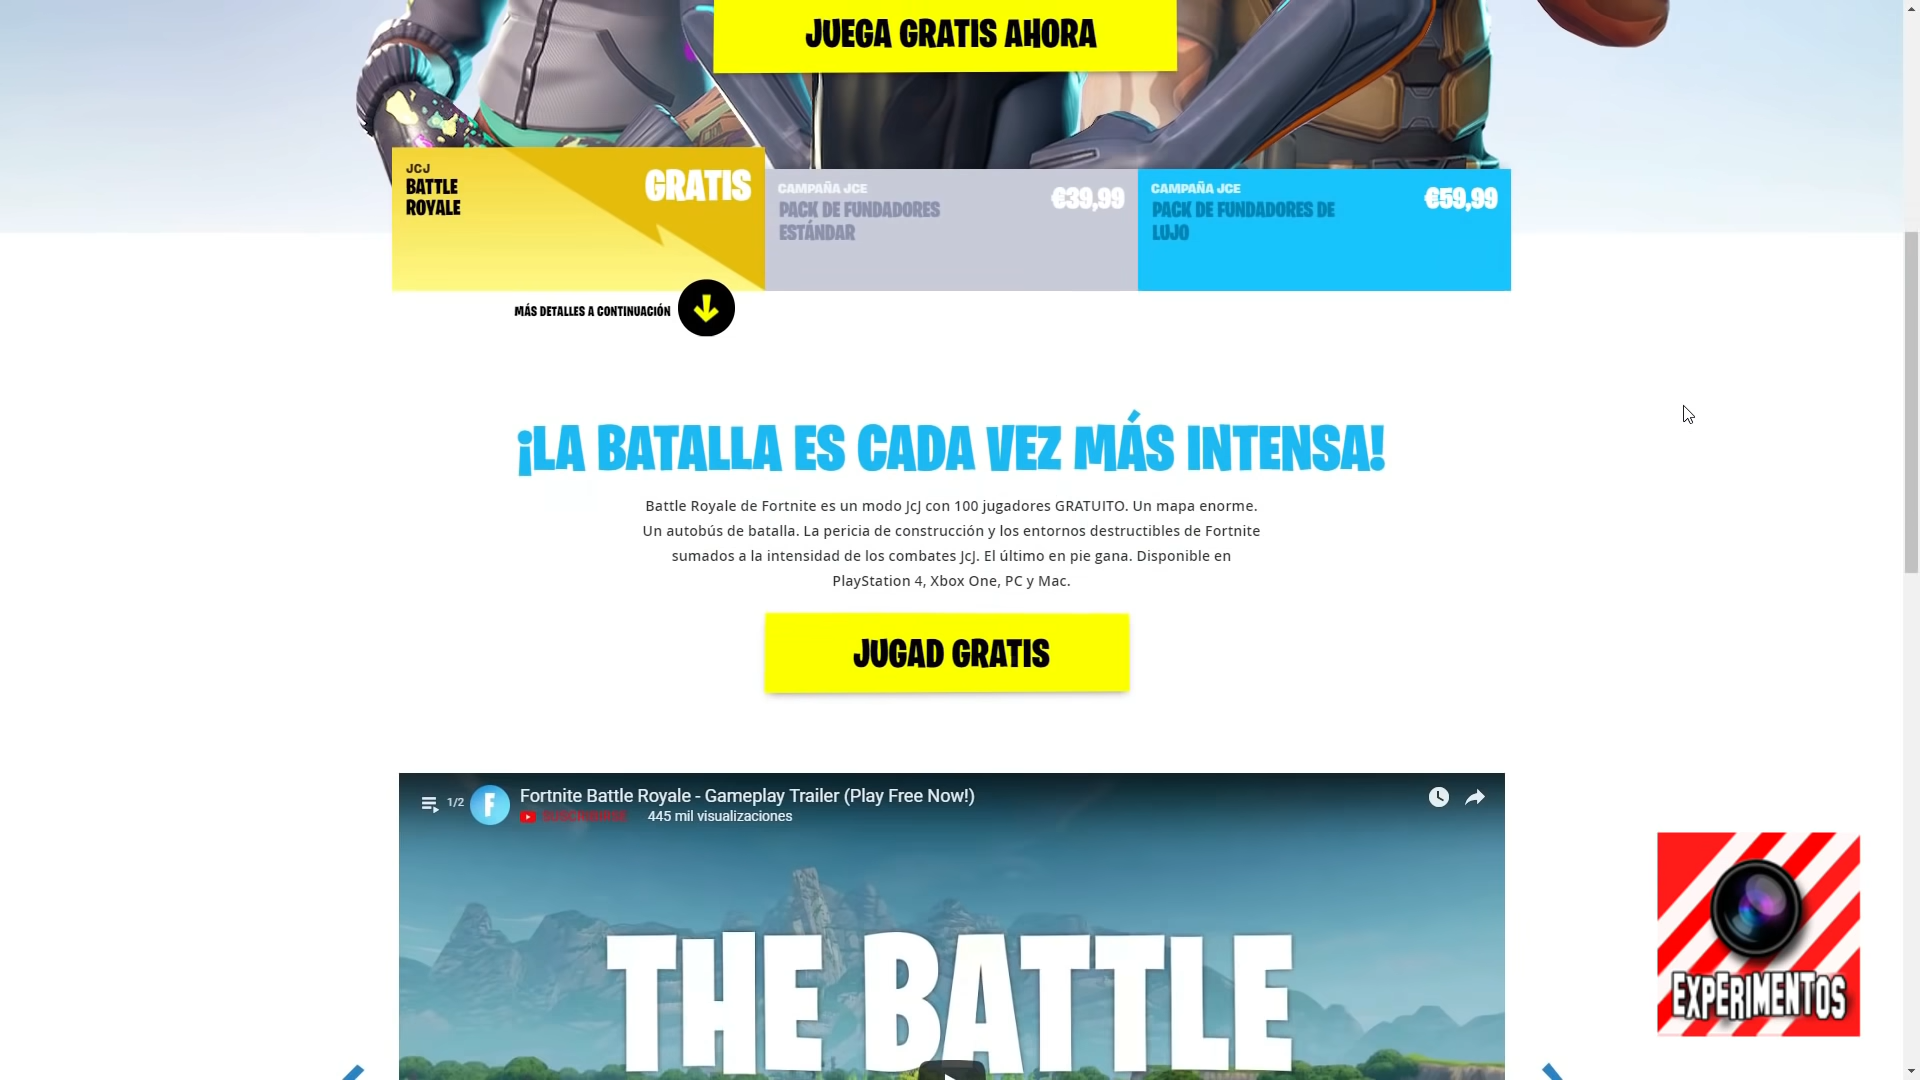 JUEGA GRATIS AHORA
JCJ
BATTLE
ROYALE
GRATIS
CAMPAÑA JCE
PACK DE FUNDADORES
ESTÁNDAR
€39,99
CAMPAÑA JCE
PACK DE FUNDADORES DE
LUJO
€59,99
MÁS DETALLES A CONTINUACIÓN
¡LA BATALLA ES CADA VEZ MÁS INTENSA!
Battle Royale de Fortnite es un modo JcJ con 100 jugadores GRATUITO. Un mapa enorme.
Un autobús de batalla. La pericia de construcción y los entornos destructibles de Fortnite
sumados a la intensidad de los combates JcJ. El último en pie gana. Disponible en
PlayStation 4, Xbox One, PC y Mac.
JUGAD GRATIS
1/2
F
Fortnite Battle Royale - Gameplay Trailer (Play Free Now!)
445 mil visualizaciones
THE BATTLE
EXPERIMENTOS